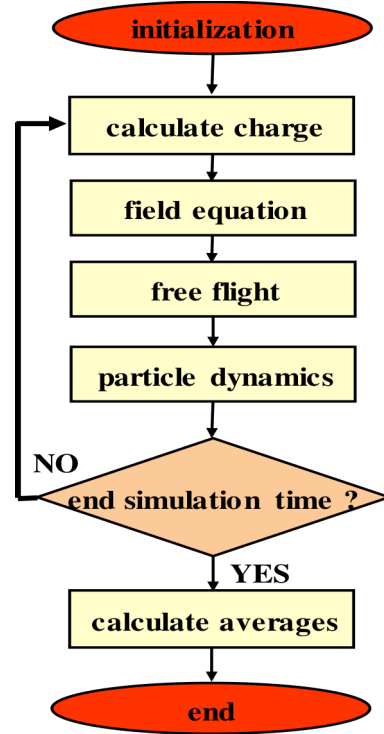 initialization
calculate charge
field equation
free flight
particle dynamics
NO
end simulation time ?
YES
calculate averages
end